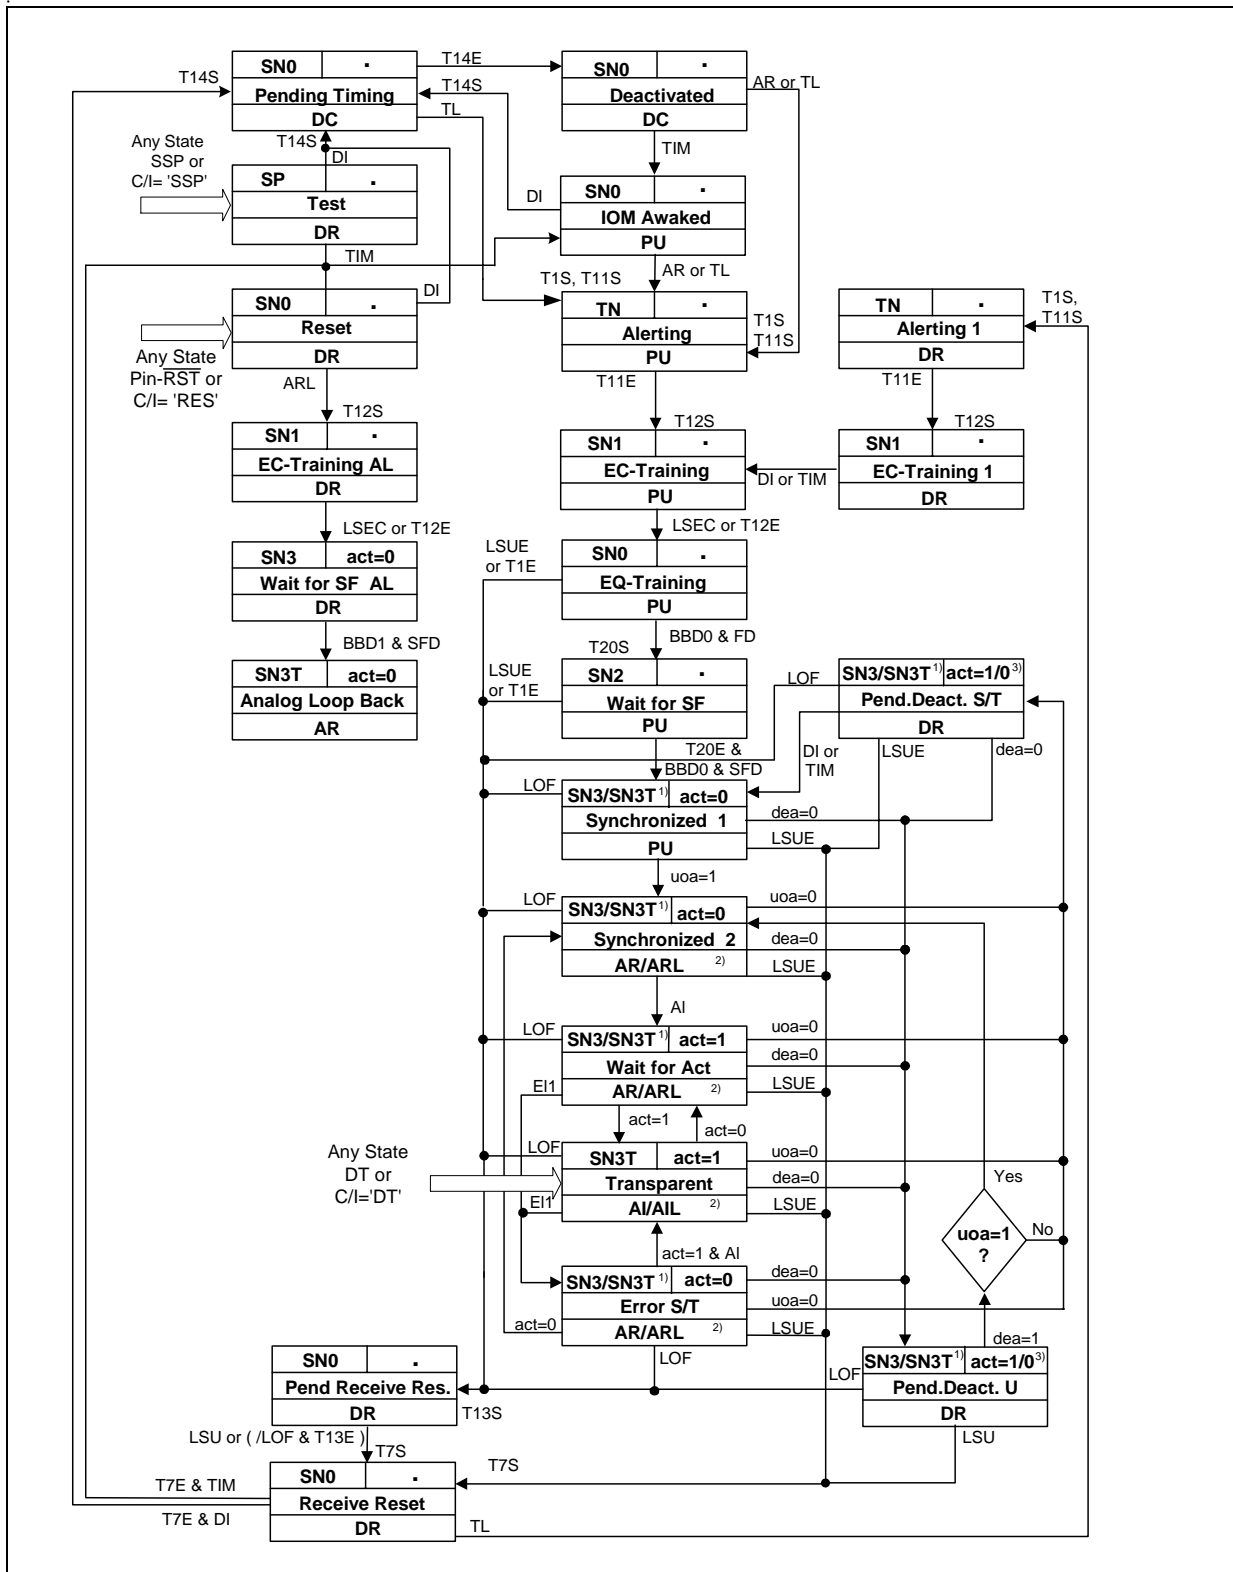 SN0 .
Pending Timing
DC
T14S
T14E
T14S
TL
SN0 .
Deactivated
DC
AR or TL
T14S
DI
Any State
SSP or
C/I= 'SSP'
SP .
Test
DR
TIM
DI
TIM
SN0 .
IOM Awaked
PU
AR or TL
T1S, T11S
DI
SN0 .
Reset
DR
Any State
Pin-RST or
C/I= 'RES'
ARL
T12S
TN .
Alerting
PU
T1S
T11S
T11E
T12S
TN .
Alerting 1
DR
T1S,
T11S
T11E
T12S
SN1 .
EC-Training AL
DR
LSEC or T12E
SN1 .
EC-Training
PU
DI or TIM
SN1 .
EC-Training 1
DR
LSEC or T12E
SN3 act=0
Wait for SF AL
DR
BBD1 & SFD
LSUE
or T1E
SN0 .
EQ-Training
PU
T20S
BBD0 & FD
SN3T act=0
Analog Loop Back
AR
LSUE
or T1E
SN2 .
Wait for SF
PU
T20E &
BBD0 & SFD
LOF
SN3/SN3T 1) act=1/0 3)
Pend.Deact. S/T
DR
DI or
TIM
LSUE
dea=0
LOF
SN3/SN3T 1) act=0
Synchronized 1
PU
dea=0
LSUE
uoa=1
LOF
SN3/SN3T 1) act=0
Synchronized 2
AR/ARL 2)
uoa=0
dea=0
LSUE
AI
LOF
SN3/SN3T 1) act=1
Wait for Act
AR/ARL 2)
uoa=0
dea=0
LSUE
EI1
act=1
act=0
Any State
DT or
C/I='DT'
LOF
SN3T act=1
Transparent
AI/AIL 2)
uoa=0
dea=0
LSUE
EI1
act=1 & AI
Yes
uoa=1
?
No
SN3/SN3T 1) act=0
Error S/T
AR/ARL 2)
dea=0
uoa=0
LSUE
act=0
LOF
dea=1
LOF
SN3/SN3T 1) act=1/0 3)
Pend.Deact. U
DR
LSU
SN0 .
Pend Receive Res.
DR
T13S
LSU or ( /LOF & T13E )
T7S
T7S
SN0 .
Receive Reset
DR
T7E & TIM
T7E & DI
TL